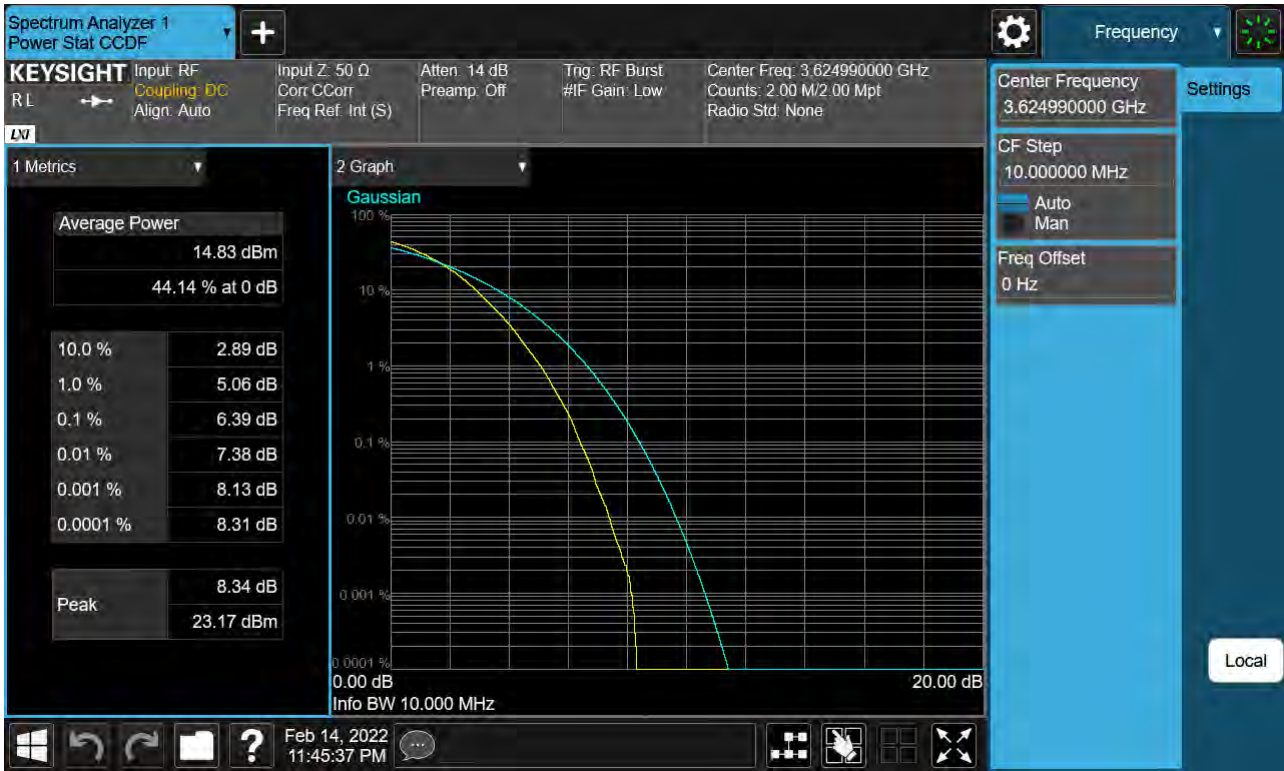 Spectrum Analyzer 1
Power Stat CCDF
+
Frequency
KEYSIGHT
RL
LXI
Input: RF
Coupling: DC
Align: Auto
Input Z: 50 Ω
Corr CCorr
Freq Ref: Int (S)
Atten: 14 dB
Preamp: Off
Trig: RF Burst
#IF Gain: Low
Center Freq: 3.624990000 GHz
Counts: 2.00 M/2.00 Mpt
Radio Std: None
Center Frequency
3.624990000 GHz
Settings
CF Step
10.000000 MHz
Auto
Man
Freq Offset
0 Hz
1 Metrics
Average Power
14.83 dBm
44.14 % at 0 dB
10.0 % 2.89 dB
1.0 % 5.06 dB
0.1 % 6.39 dB
0.01 % 7.38 dB
0.001 % 8.13 dB
0.0001 % 8.31 dB
Peak
8.34 dB
23.17 dBm
2 Graph
Gaussian
100 %
10 %
1 %
0.1 %
0.01 %
0.001 %
0.0001 %
0.00 dB 20.00 dB
Info BW 10.000 MHz
Local
?
Feb 14, 2022
11:45:37 PM